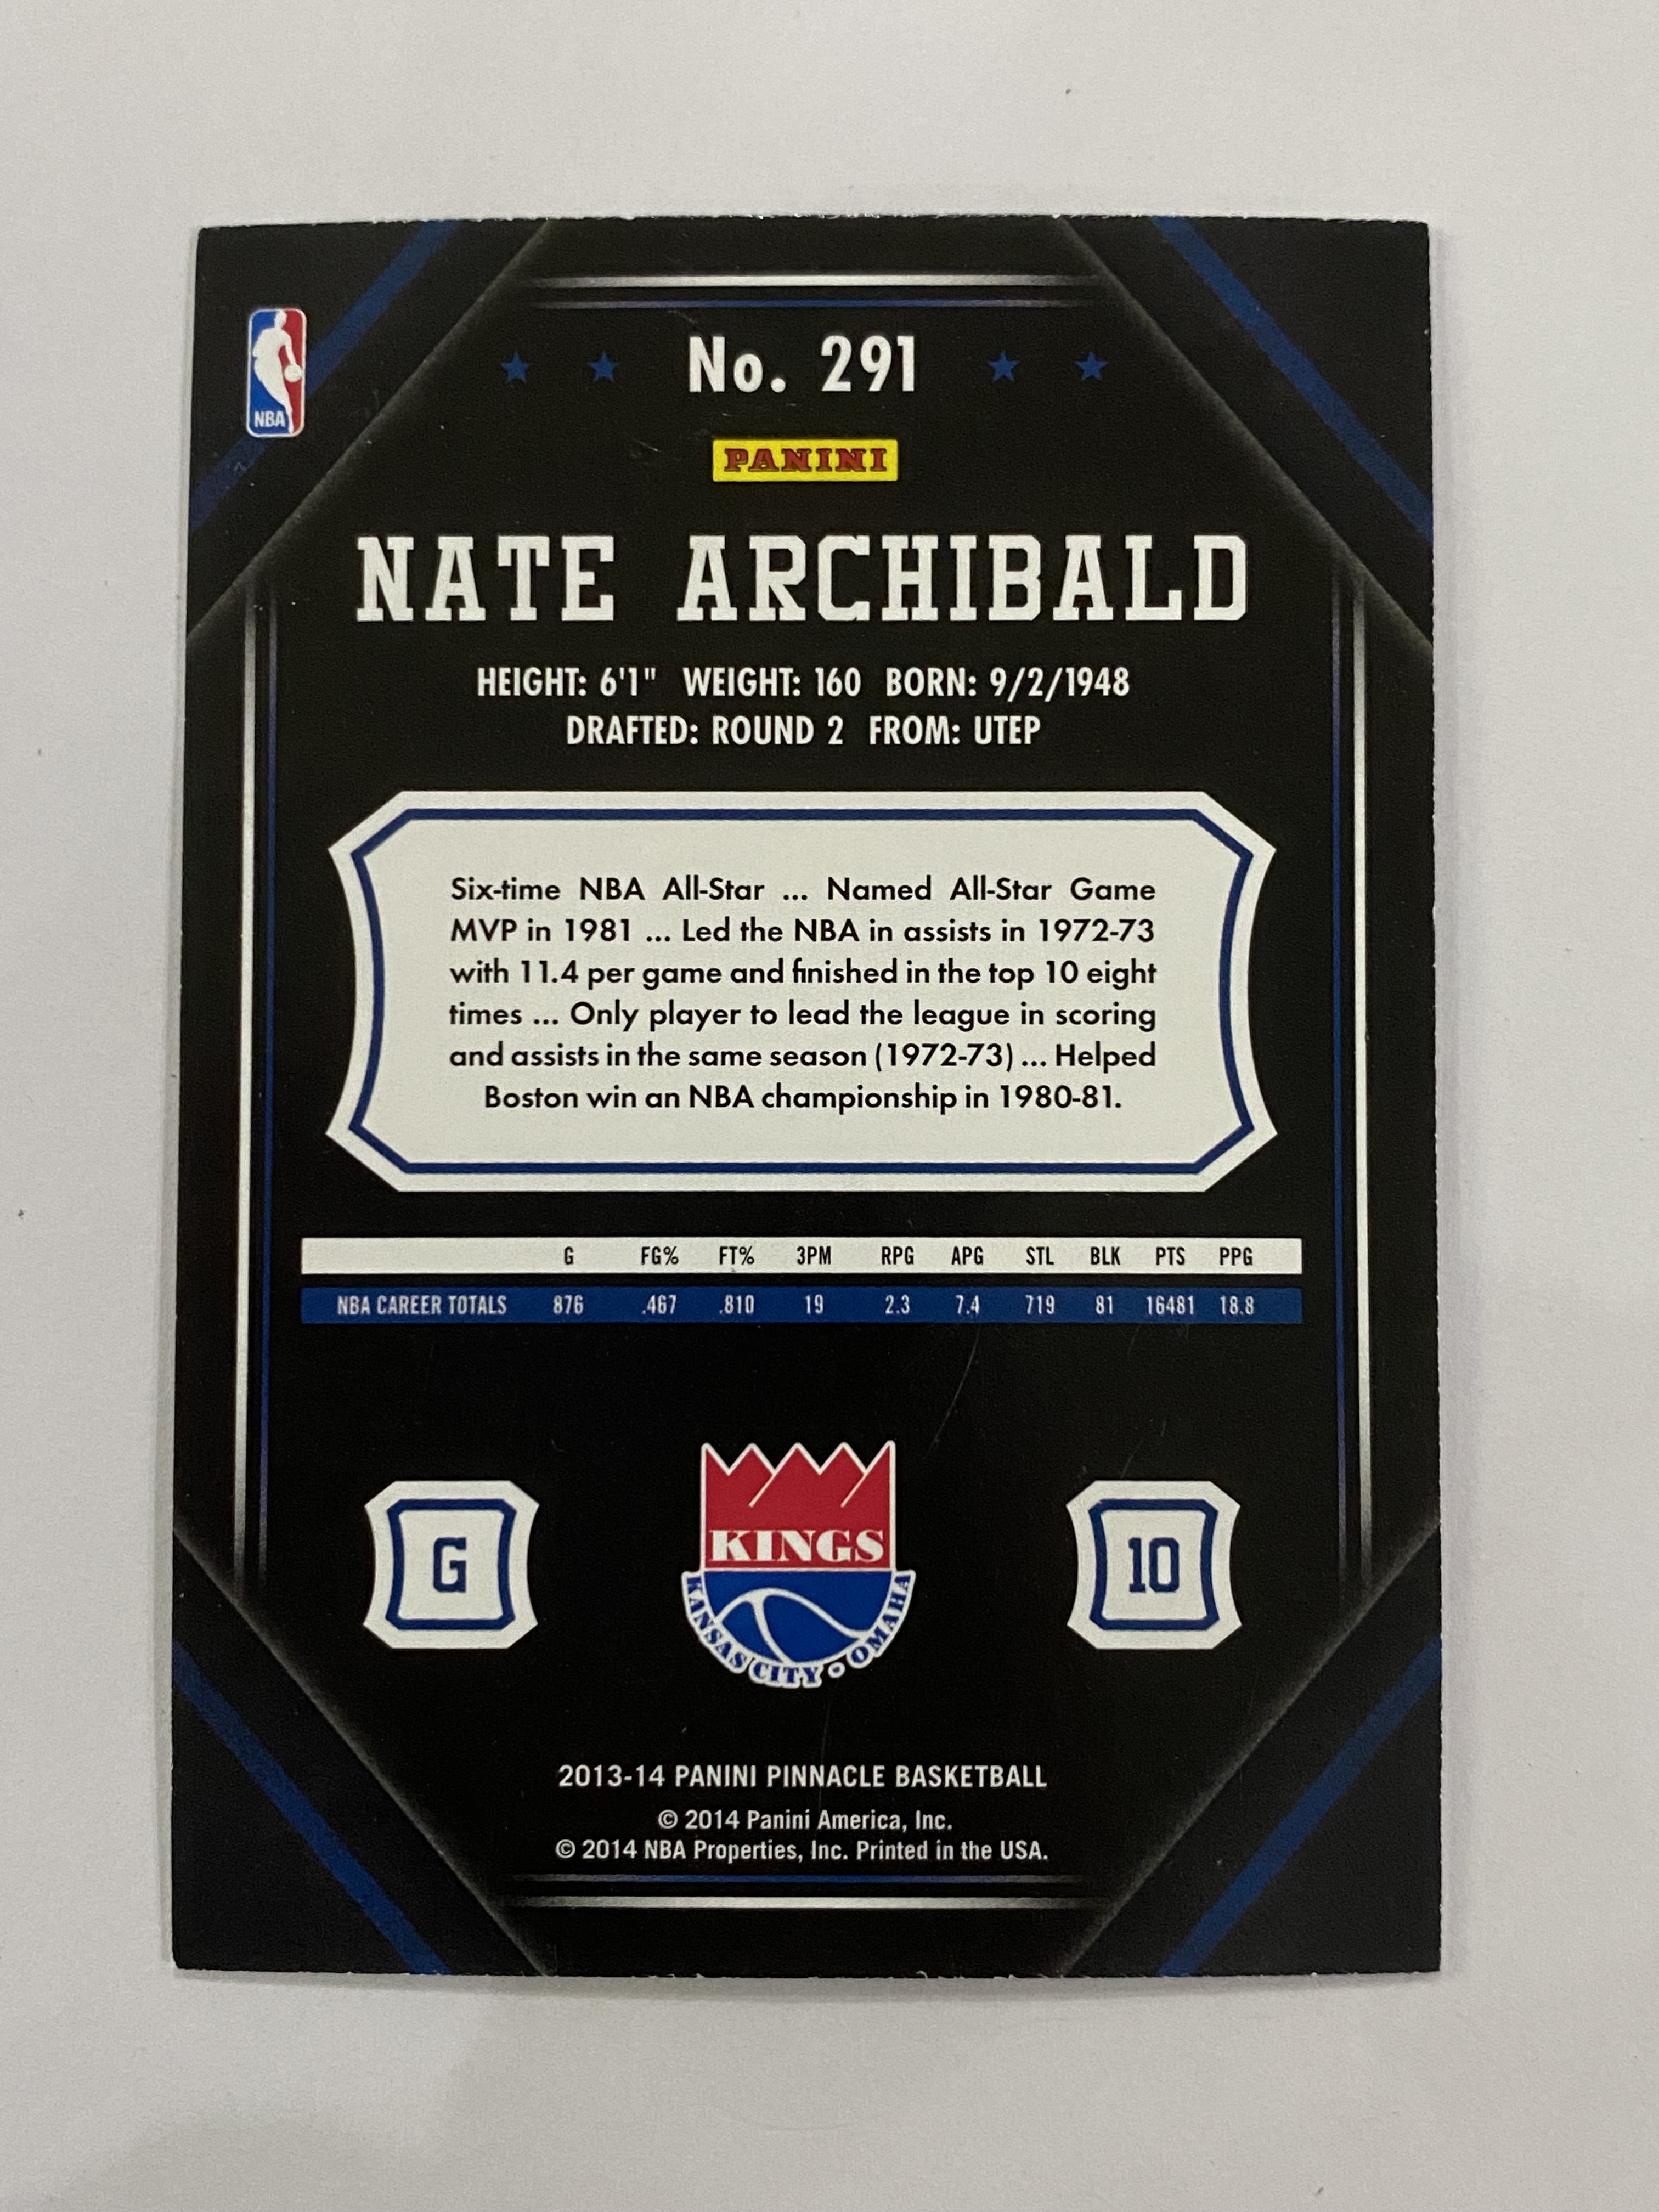 No. 291
NBA
PANINI
NATE ARCHIBALD
HEIGHT: 6'1" WEIGHT: 160 BORN: 9/2/1948
DRAFTED: ROUND 2 FROM: UTEP
Six-time NBA All-Star ... Named All-Star Game
MVP in 1981 ... Led the NBA in assists in 1972-73
with 11.4 per game and finished in the top 10 eight
times ... Only player to lead the league in scoring
and assists in the same season (1972-73) ... Helped
Boston win an NBA championship in 1980-81.
G FG% FT% 3PM RPG APG STL BLK PTS PPG
NBA CAREER TOTALS 876 .467 .810 19 2.3 7.4 719 81 16481 18.8
KINGS
G
10
KANSAS CITY - OMAHA
2013-14 PANINI PINNACLE BASKETBALL
© 2014 Panini America, Inc.
© 2014 NBA Properties, Inc. Printed in the USA.